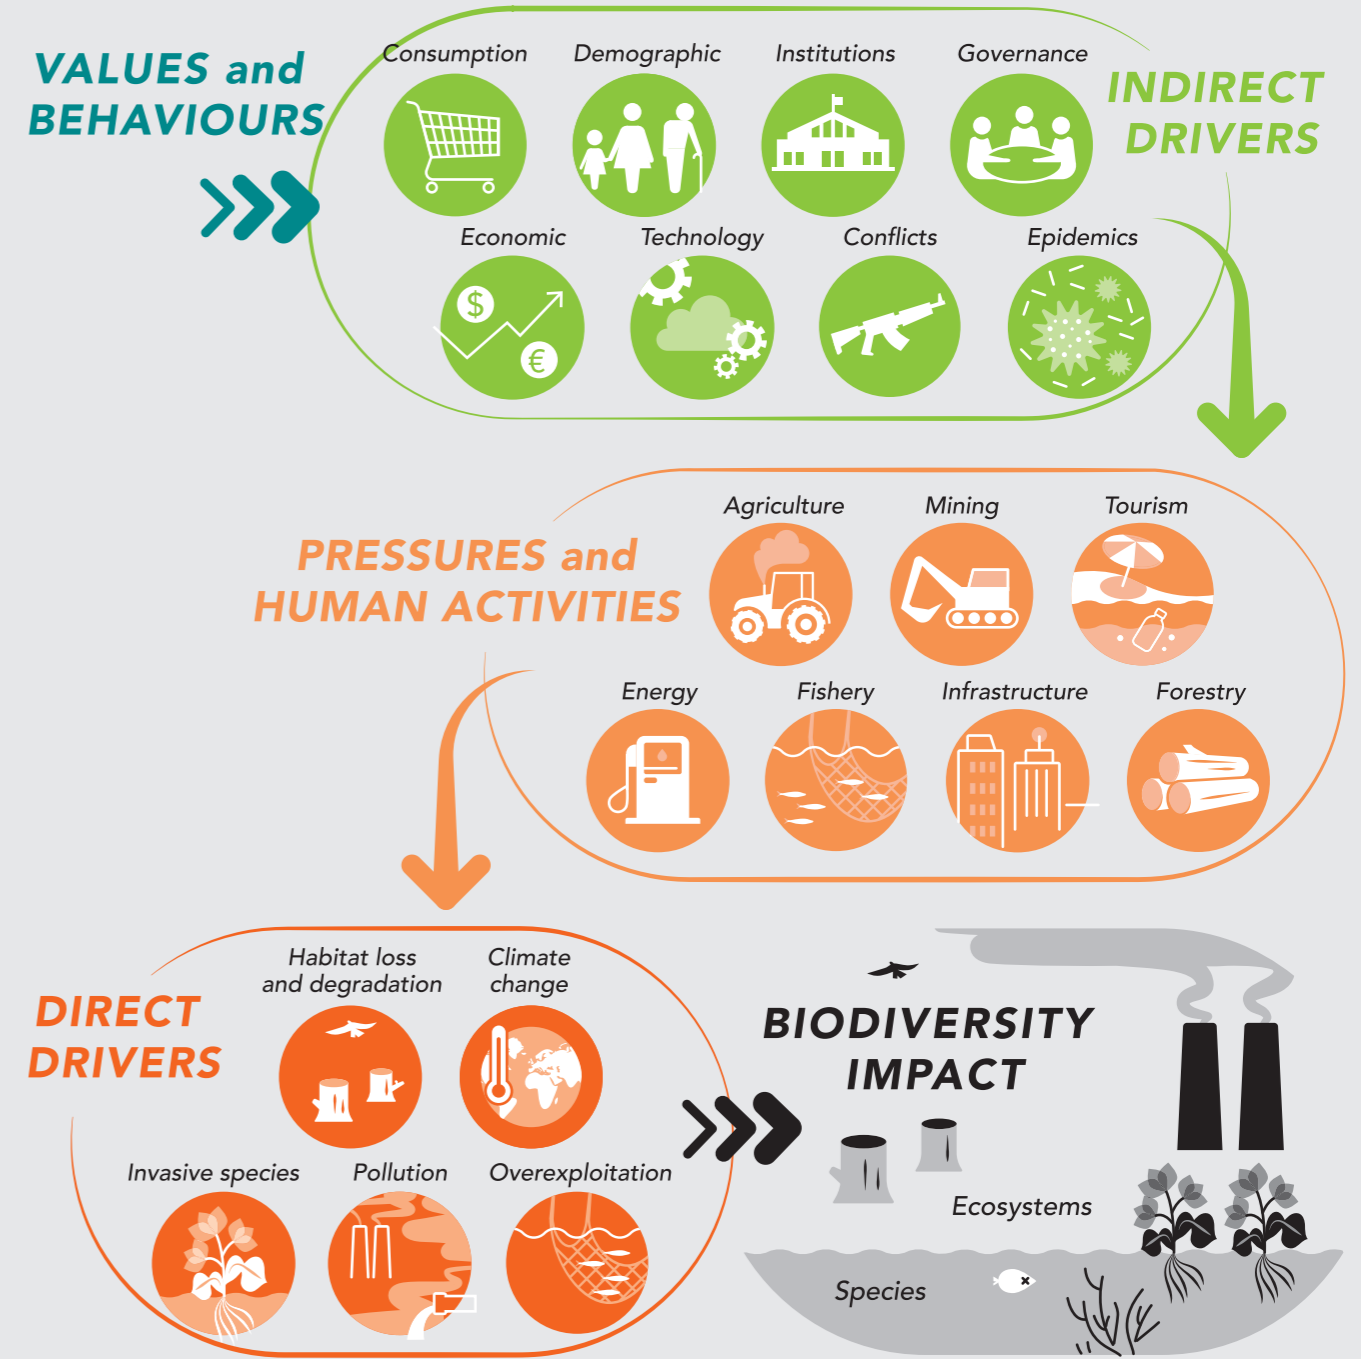 VALUES and
BEHAVIOURS
Consumption
Demographic
Institutions
Governance
INDIRECT
DRIVERS
Economic
Technology
Conflicts
Epidemics
$
€
PRESSURES and
HUMAN ACTIVITIES
Agriculture
Mining
Tourism
Energy
Fishery
Infrastructure
Forestry
DIRECT
DRIVERS
Habitat loss
and degradation
Climate
change
Invasive species
Pollution
Overexploitation
BIODIVERSITY
IMPACT
Ecosystems
Species